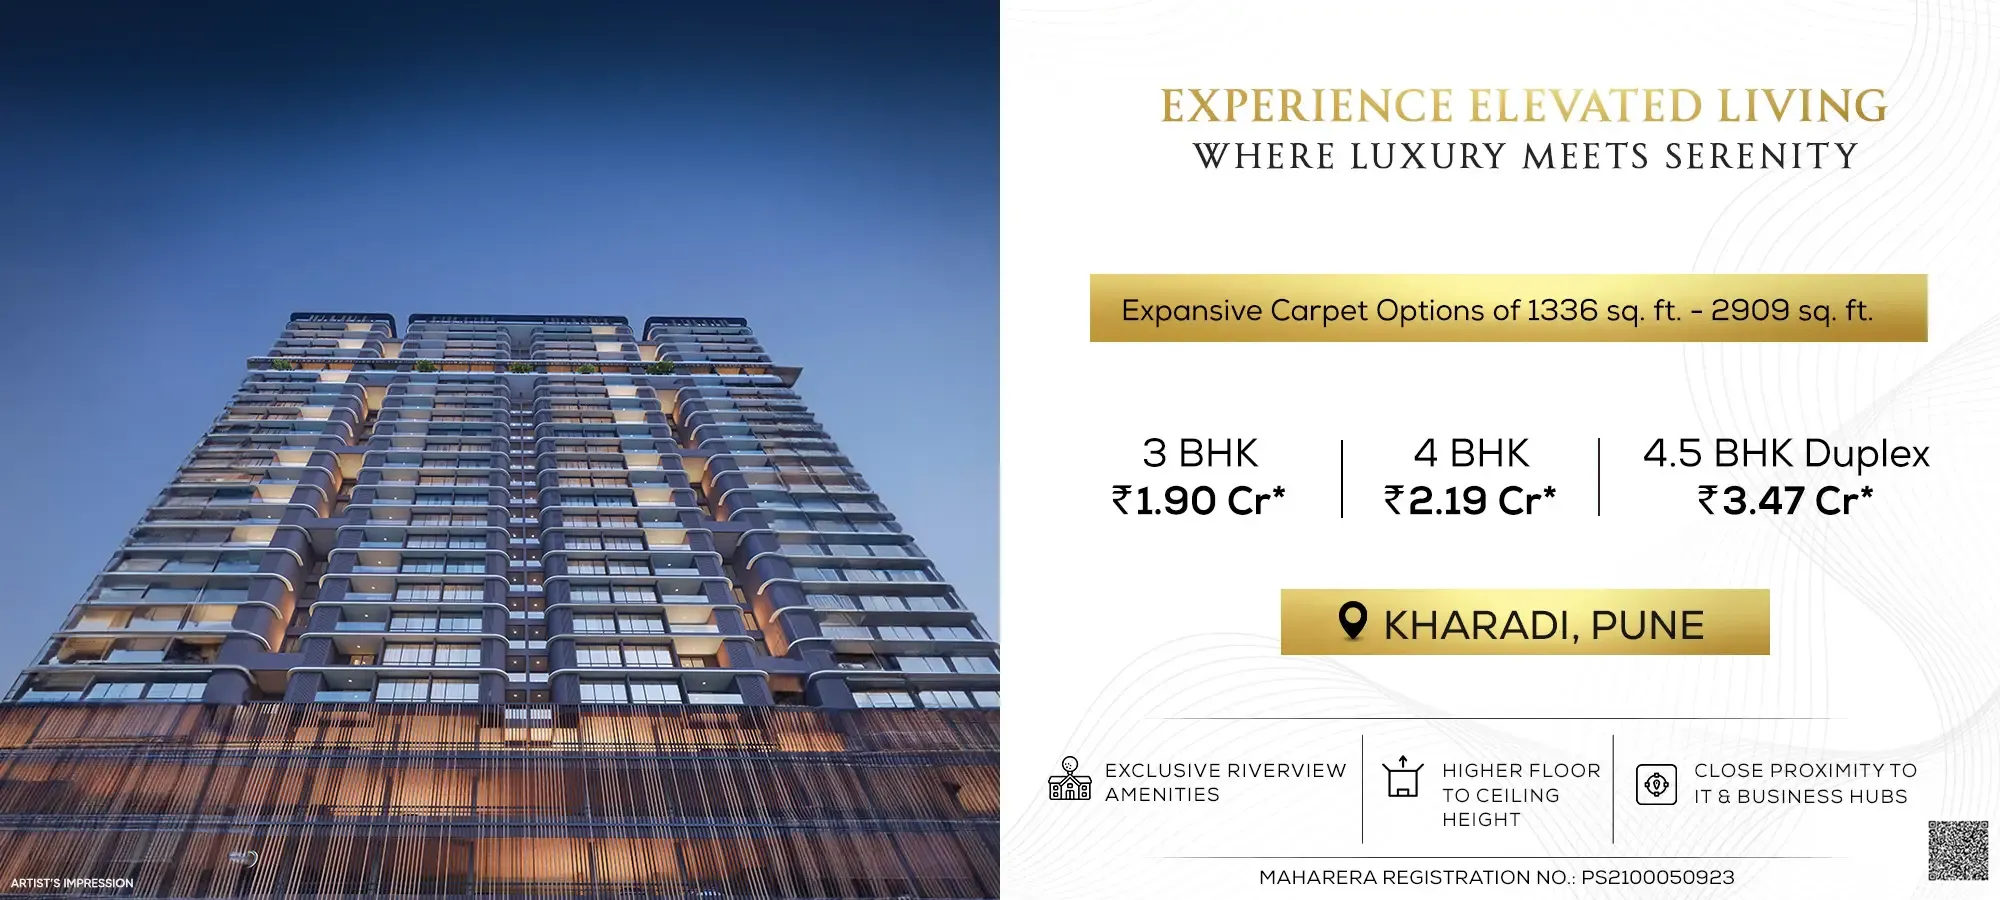 EXPERIENCE ELEVATED LIVING
WHERE LUXURY MEETS SERENITY
Expansive Carpet Options of 1336 sq. ft. - 2909 sq. ft.
3 BHK
₹1.90 Cr*
4 BHK
₹2.19 Cr*
4.5 BHK Duplex
₹3.47 Cr*
KHARADI, PUNE
EXCLUSIVE RIVERVIEW
AMENITIES
HIGHER FLOOR
TO CEILING
HEIGHT
CLOSE PROXIMITY TO
IT & BUSINESS HUBS
MAHARERA REGISTRATION NO.: PS2100050923
ARTIST'S IMPRESSION